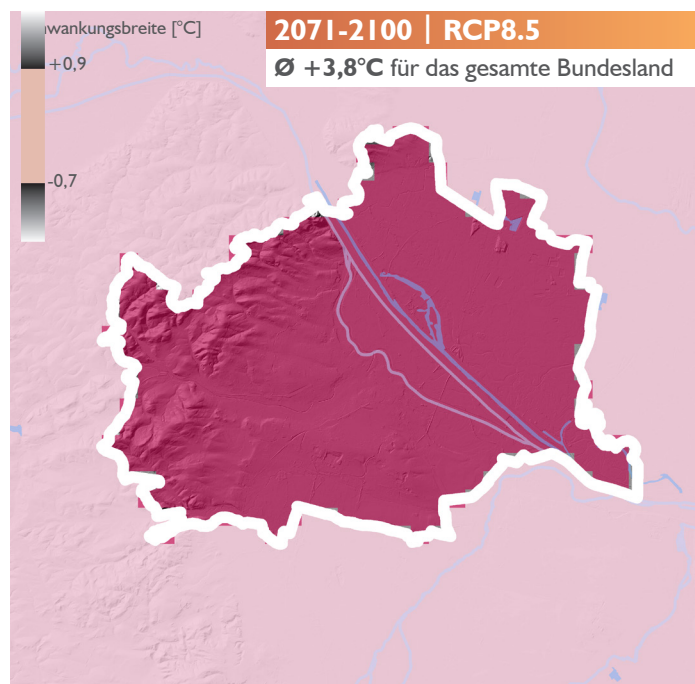 wankungsbreite [°C]
2071-2100 | RCP8.5
+0,9
Ø +3,8°C für das gesamte Bundesland
-0,7